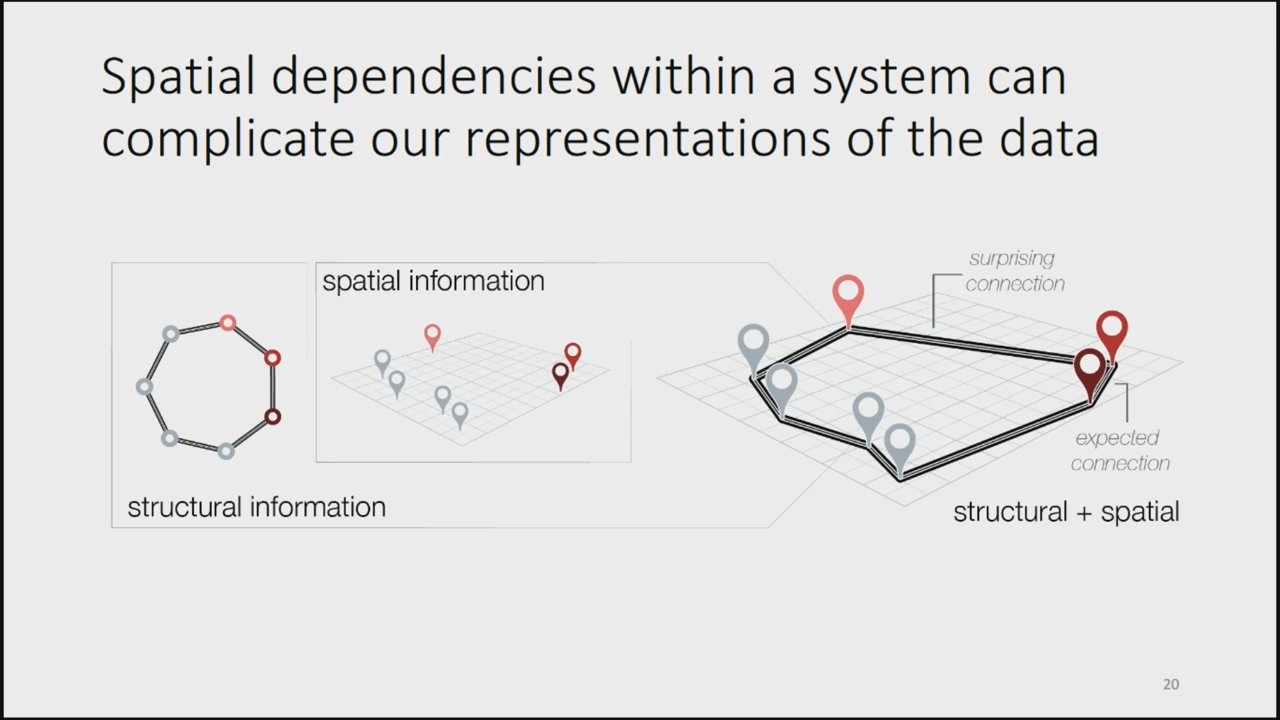 Spatial dependencies within a system can
complicate our representations of the data
spatial information
structural information
surprising
connection
expected
connection
structural + spatial
20